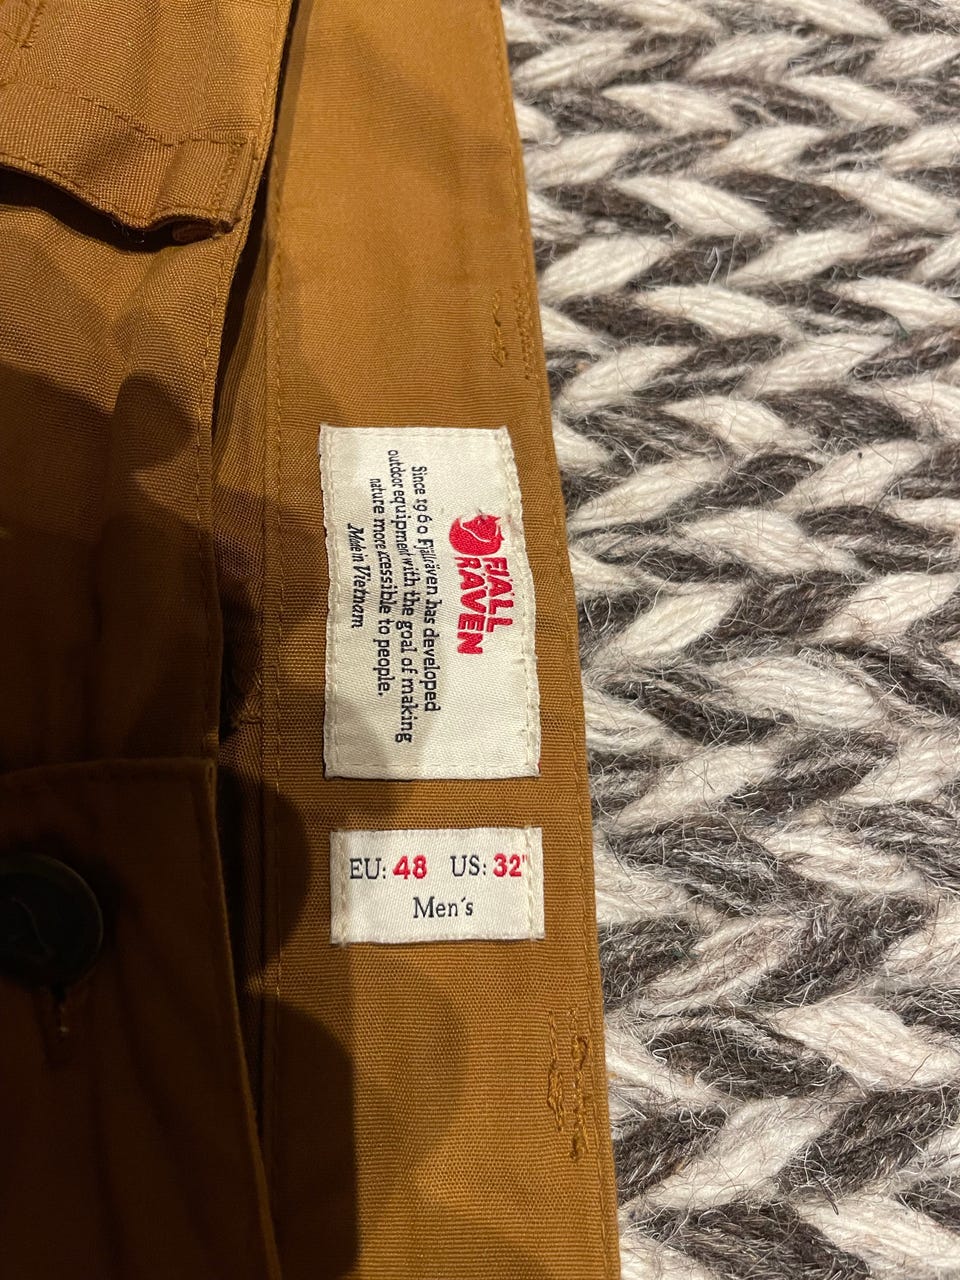 FJÄLL
RÄVEN
Since 1960 Fjällräven has developed
outdoor equipment with the goal of making
nature more accessible to people.
Made in Vietnam
EU: 48 US: 32"
Men´s